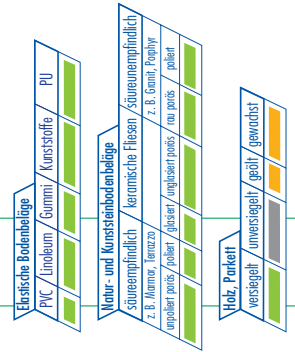 Elastische Bodenbeläge
PVC Linoleum Gummi Kunststoffe PU
Natur- und Kunststeinbodenbeläge
säureempfindlich keramische Fliesen säureunempfindlich
z. B. Marmor, Terrazzo z. B. Granit, Porphyr
unpoliert porös poliert glasiert unglasiert porös rau porös poliert
Holz, Parkett
versiegelt unversiegelt geölt gewachst